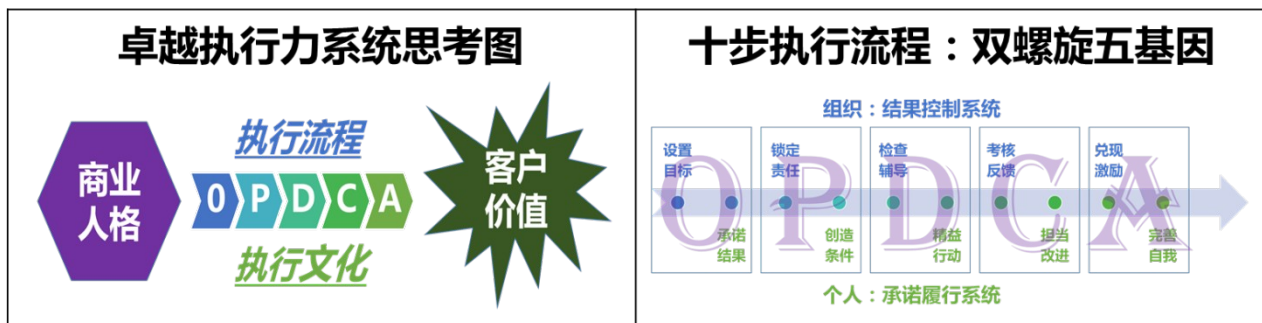 卓越执行力系统思考图
商业
人格
执行流程
OPDCA
执行文化
客户
价值
十步执行流程：双螺旋五基因
组织：结果控制系统
设置
目标
锁定
责任
检查
辅导
考核
反馈
兑现
激励
OPDCA
承诺
结果
创造
条件
精益
行动
担当
改进
完善
自我
个人：承诺履行系统